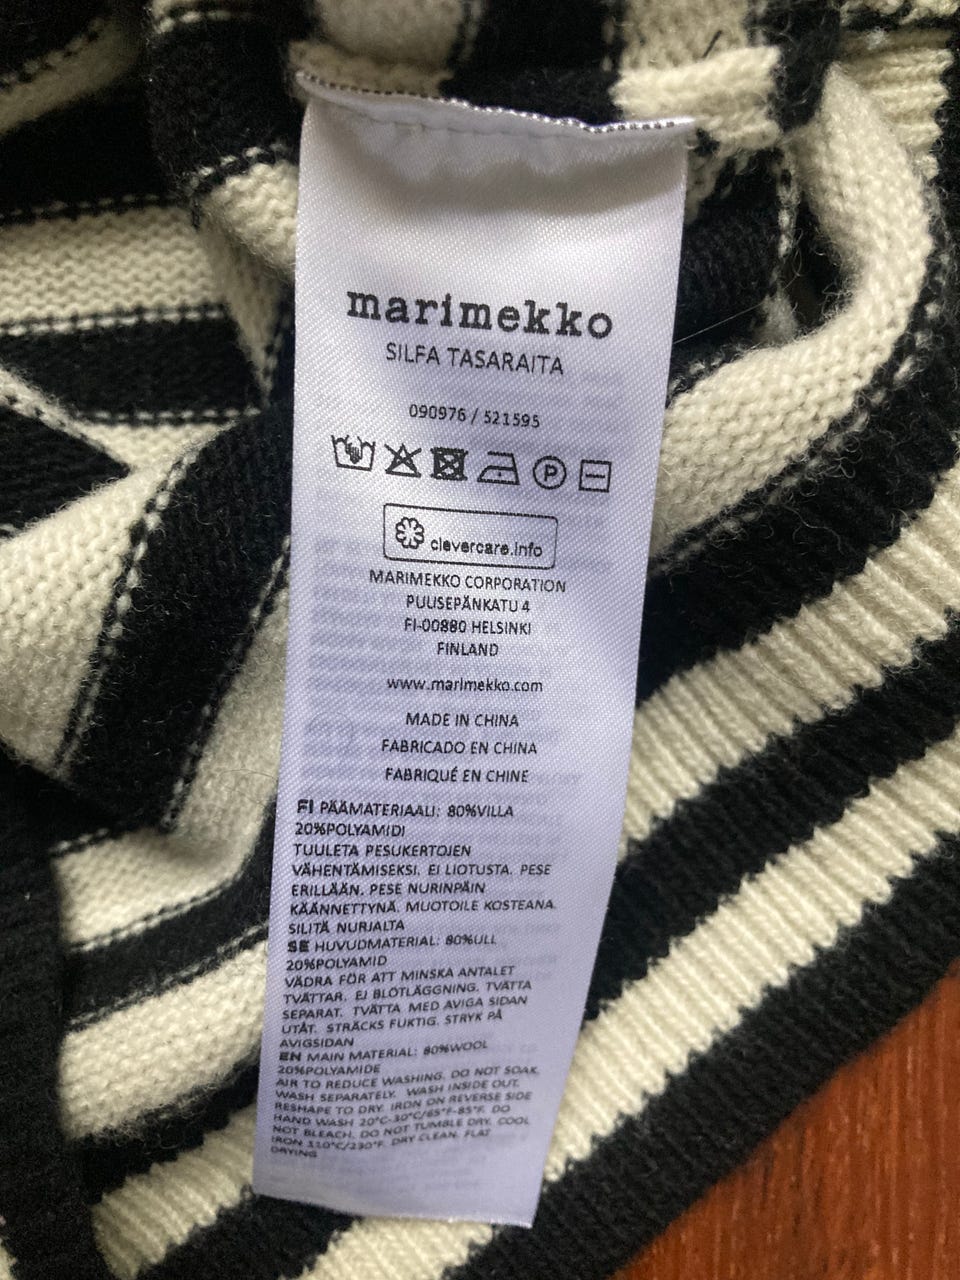 marimekko
SILFA TASARAITA
090976 / 521595
P
clevercare.info
MARIMEKKO CORPORATION
PUUSEPÄNKATU 4
FI-00880 HELSINKI
FINLAND
www.marimekko.com
MADE IN CHINA
FABRICADO EN CHINA
FABRIQUÉ EN CHINE
FI PÄÄMATERIAALI: 80%VILLA
20%POLYAMIDI
TUULETA PESUKERTOJEN
VÄHENTÄMISEKSI. EI LIOTUSTA. PESE
ERILLÄÄN. PESE NURINPÄIN
KÄÄNNETTYNÄ. MUOTOILE KOSTEANA.
SILITÄ NURJALTA
SE HUVUDMATERIAL: 80%ULL
20%POLYAMID
VÄDRA FÖR ATT MINSKA ANTALET
TVÄTTAR. EJ BLÖTLÄGGNING. TVÄTTA
SEPARAT. TVÄTTA MED AVIGA SIDAN
UTÅT. STRÄCKS FUKTIG. STRYK PÅ
AVIGSIDAN
EN MAIN MATERIAL: 80%WOOL
20%POLYAMIDE
AIR TO REDUCE WASHING. DO NOT SOAK.
WASH SEPARATELY. WASH INSIDE OUT.
RESHAPE TO DRY. IRON ON REVERSE SIDE
HAND WASH 20°C-30°C/65°F-85°F. DO
NOT BLEACH. DO NOT TUMBLE DRY. COOL
IRON 110°C/230°F. DRY CLEAN. FLAT
DRYING